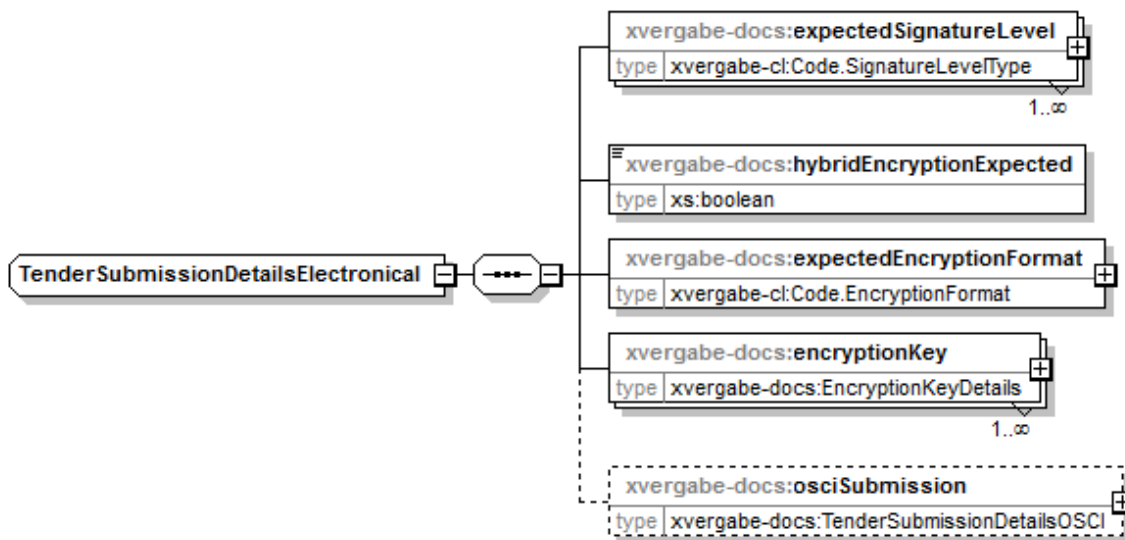 xvergabe-docs:expectedSignatureLevel
type xvergabe-cl:Code.SignatureLevelType
1..∞
xvergabe-docs:hybridEncryptionExpected
type xs:boolean
TenderSubmissionDetailsElectronical
xvergabe-docs:expectedEncryptionFormat
type xvergabe-cl:Code.EncryptionFormat
xvergabe-docs:encryptionKey
type xvergabe-docs:EncryptionKeyDetails
1..∞
xvergabe-docs:osciSubmission
type xvergabe-docs:TenderSubmissionDetailsOSCI